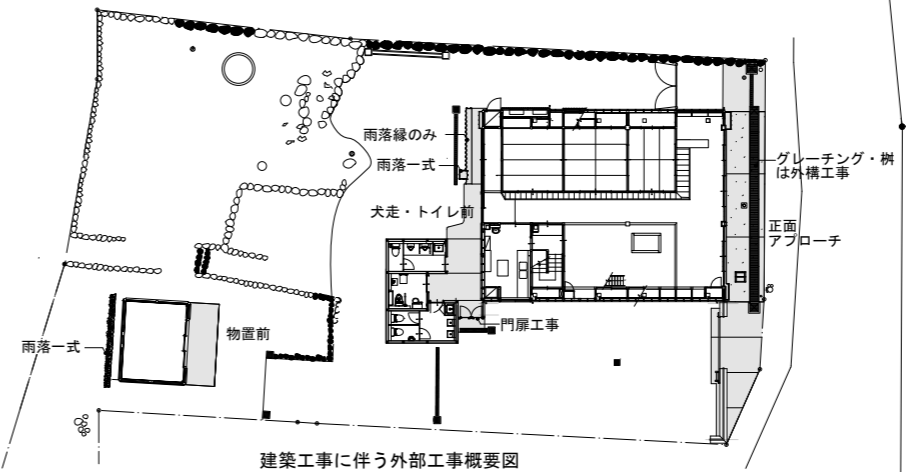 雨落縁のみ
雨落一式
グレーチング・桝
は外構工事
犬走・トイレ前
正面
アプローチ
門扉工事
物置前
雨落一式
建築工事に伴う外部工事概要図